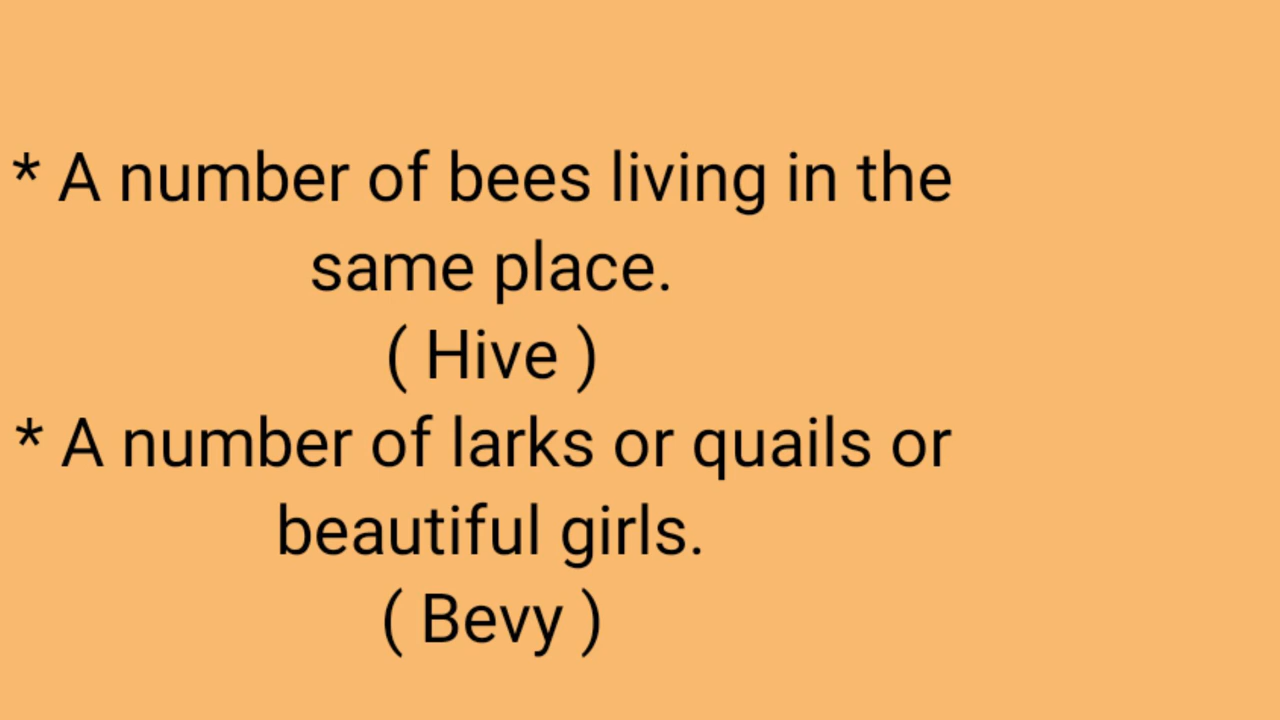 * A number of bees living in the
same place.
( Hive )
* A number of larks or quails or
beautiful girls.
( Bevy )